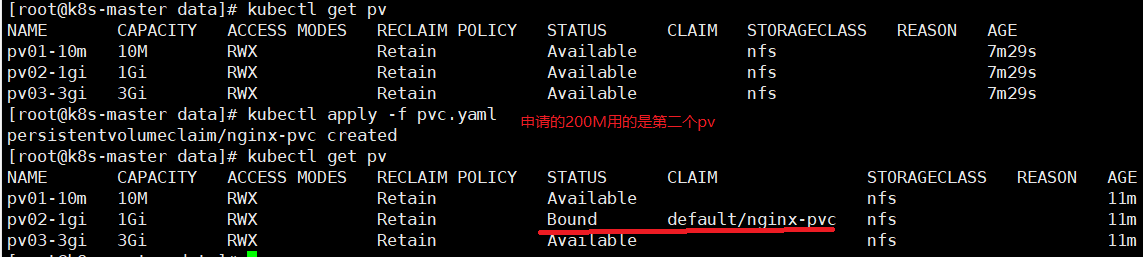 [root@k8s-master data]# kubectl get pv
NAME CAPACITY ACCESS MODES RECLAIM POLICY STATUS CLAIM STORAGECLASS REASON AGE
pv01-10m 10M RWX Retain Available nfs 7m29s
pv02-1gi 1Gi RWX Retain Available nfs 7m29s
pv03-3gi 3Gi RWX Retain Available nfs 7m29s
[root@k8s-master data]# kubectl apply -f pvc.yaml 申请的200M用的是第二个pv
persistentvolumeclaim/nginx-pvc created
[root@k8s-master data]# kubectl get pv
NAME CAPACITY ACCESS MODES RECLAIM POLICY STATUS CLAIM STORAGECLASS REASON AGE
pv01-10m 10M RWX Retain Available nfs 11m
pv02-1gi 1Gi RWX Retain Bound default/nginx-pvc nfs 11m
pv03-3gi 3Gi RWX Retain Available nfs 11m
[root@k8s-master data]#